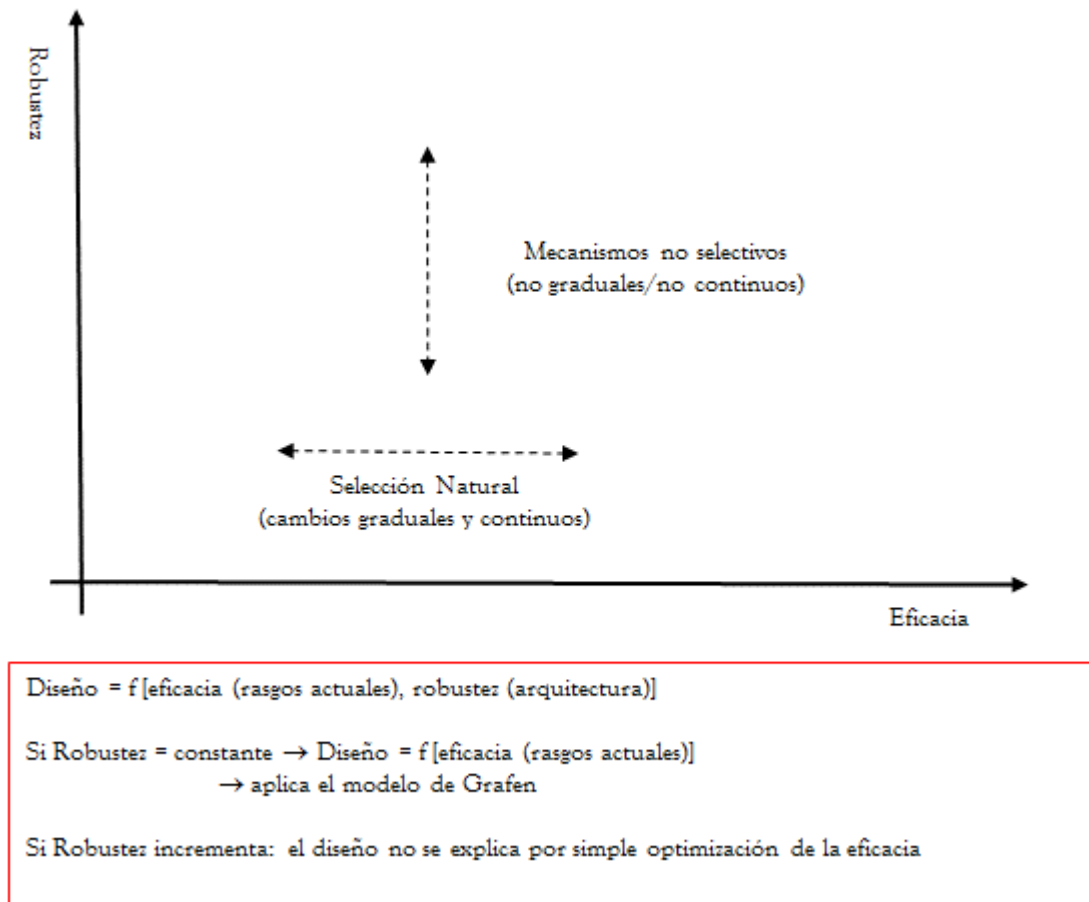 Robustez
Mecanismos no selectivos
(no graduales/no continuos)
Selección Natural
(cambios graduales y continuos)
Eficacia
Diseño = f [eficacia (rasgos actuales), robustez (arquitectura)]
Si Robustez = constante → Diseño = f [eficacia (rasgos actuales)]
→ aplica el modelo de Grafen
Si Robustez incrementa: el diseño no se explica por simple optimización de la eficacia